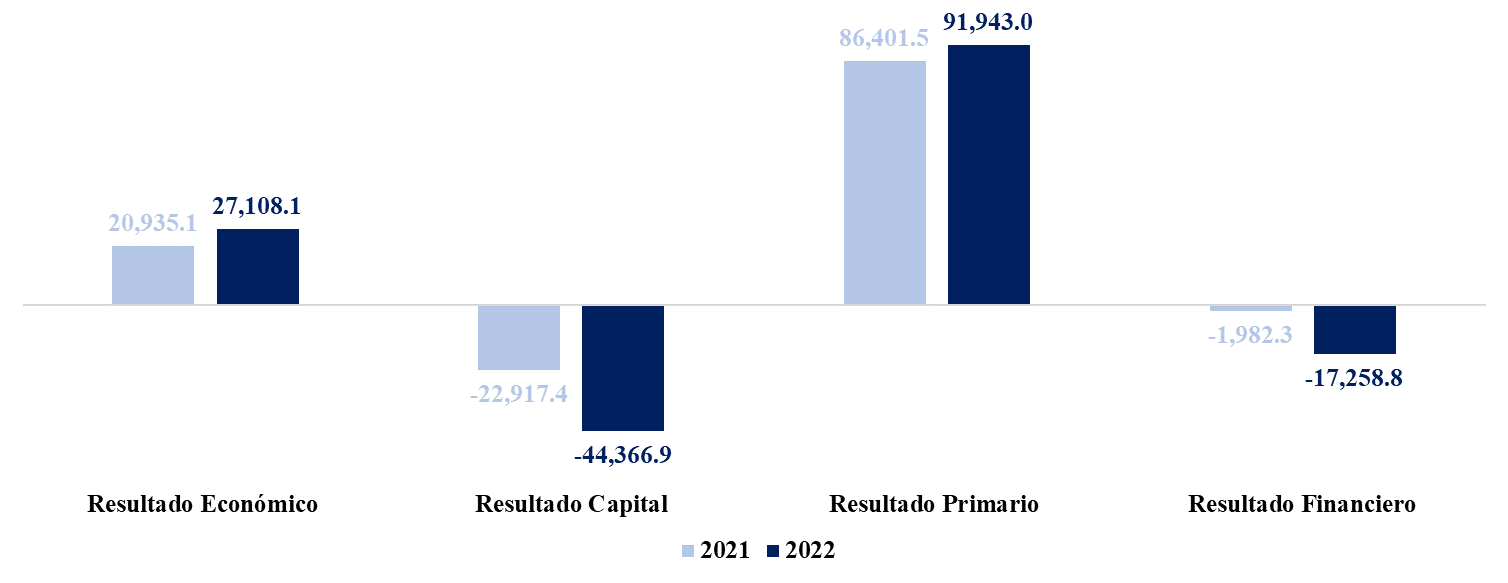 86,401.5
91,943.0
20,935.1
27,108.1
-22,917.4
-44,366.9
-1,982.3
-17,258.8
Resultado Económico
Resultado Capital
Resultado Primario
Resultado Financiero
2021
2022